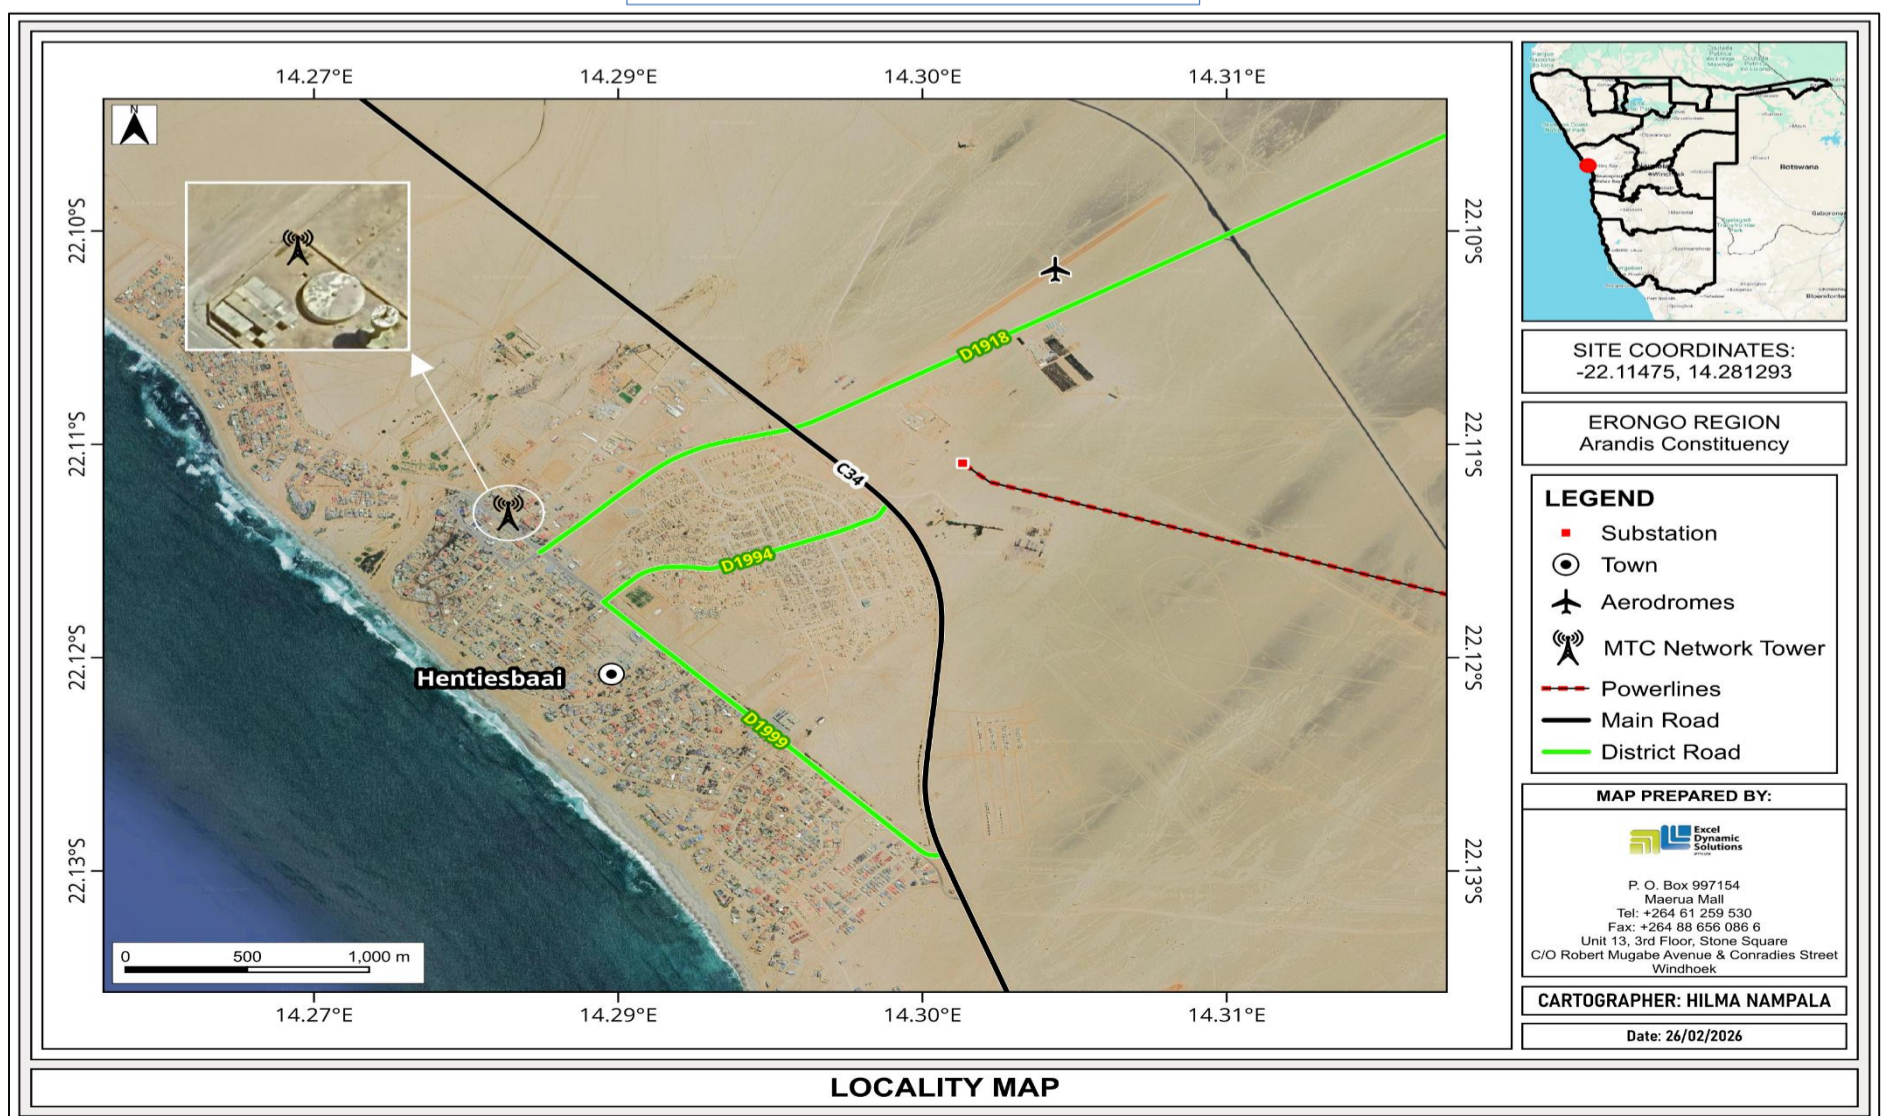 14.27°E 14.29°E 14.30°E 14.31°E
N
22.10°S
22.10°S
D1918
22.11°S
22.11°S
C34
D1994
22.12°S
22.12°S
Hentiesbaai
D1999
22.13°S
22.13°S
0 500 1,000 m
14.27°E 14.29°E 14.30°E 14.31°E
Botswana
SITE COORDINATES:
-22.11475, 14.281293
ERONGO REGION
Arandis Constituency
LEGEND
Substation
Town
Aerodromes
MTC Network Tower
Powerlines
Main Road
District Road
MAP PREPARED BY:
Excel
Dynamic
Solutions
P. O. Box 997154
Maerua Mall
Tel: +264 61 259 530
Fax: +264 88 656 086 6
Unit 13, 3rd Floor, Stone Square
C/O Robert Mugabe Avenue & Conradies Street
Windhoek
CARTOGRAPHER: HILMA NAMPALA
Date: 26/02/2026
LOCALITY MAP